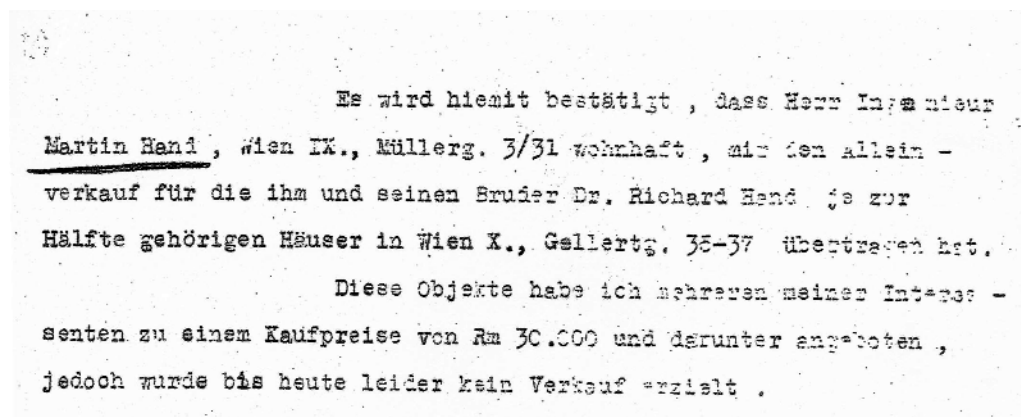 Es wird hiemit bestätigt , dass Herr Ingenieur
Martin Hand , Wien IX., Müllerg. 3/31 wohnhaft , mir den Allein -
verkauf für die ihm und seinen Bruder Dr. Richard Hand je zur
Hälfte gehörigen Häuser in Wien X., Gellertg. 35-37 übertragen hat.
Diese Objekte habe ich mehreren meiner Interes -
senten zu einem Kaufpreise von Rm 30.000 und darunter angeboten ,
jedoch wurde bis heute leider kein Verkauf erzielt .